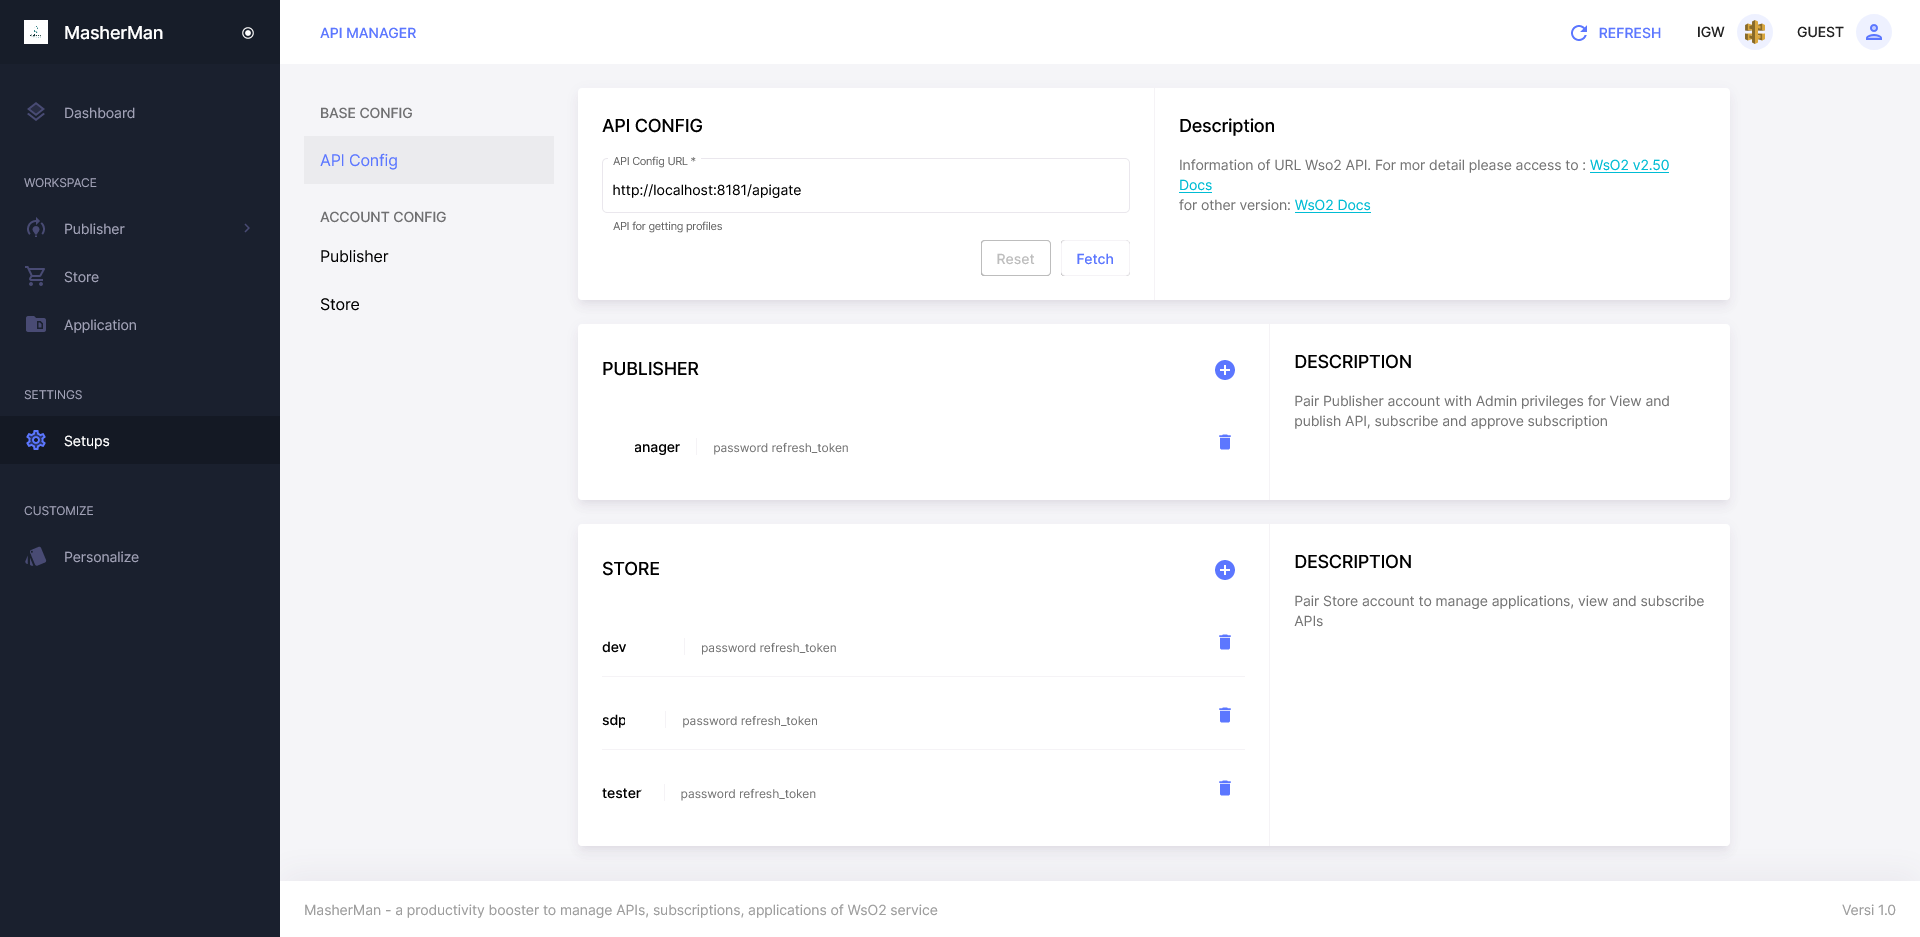 MasherMan
API MANAGER
REFRESH
IGW
GUEST
Dashboard
WORKSPACE
Publisher
Store
Application
SETTINGS
Setups
CUSTOMIZE
Personalize
BASE CONFIG
API Config
ACCOUNT CONFIG
Publisher
Store
API CONFIG
API Config URL *
http://localhost:8181/apigate
API for getting profiles
Reset
Fetch
Description
Information of URL Wso2 API. For mor detail please access to : WsO2 v2.50
Docs
for other version: WsO2 Docs
PUBLISHER
anager
password refresh_token
DESCRIPTION
Pair Publisher account with Admin privileges for View and
publish API, subscribe and approve subscription
STORE
dev
password refresh_token
sdp
password refresh_token
tester
password refresh_token
DESCRIPTION
Pair Store account to manage applications, view and subscribe
APIs
MasherMan - a productivity booster to manage APIs, subscriptions, applications of WsO2 service
Versi 1.0